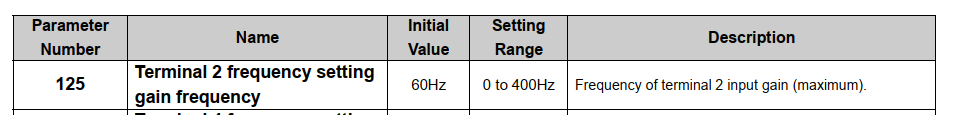 Parameter Number
Name
Initial Value
Setting Range
Description
125
Terminal 2 frequency setting
gain frequency
60Hz
0 to 400Hz
Frequency of terminal 2 input gain (maximum).